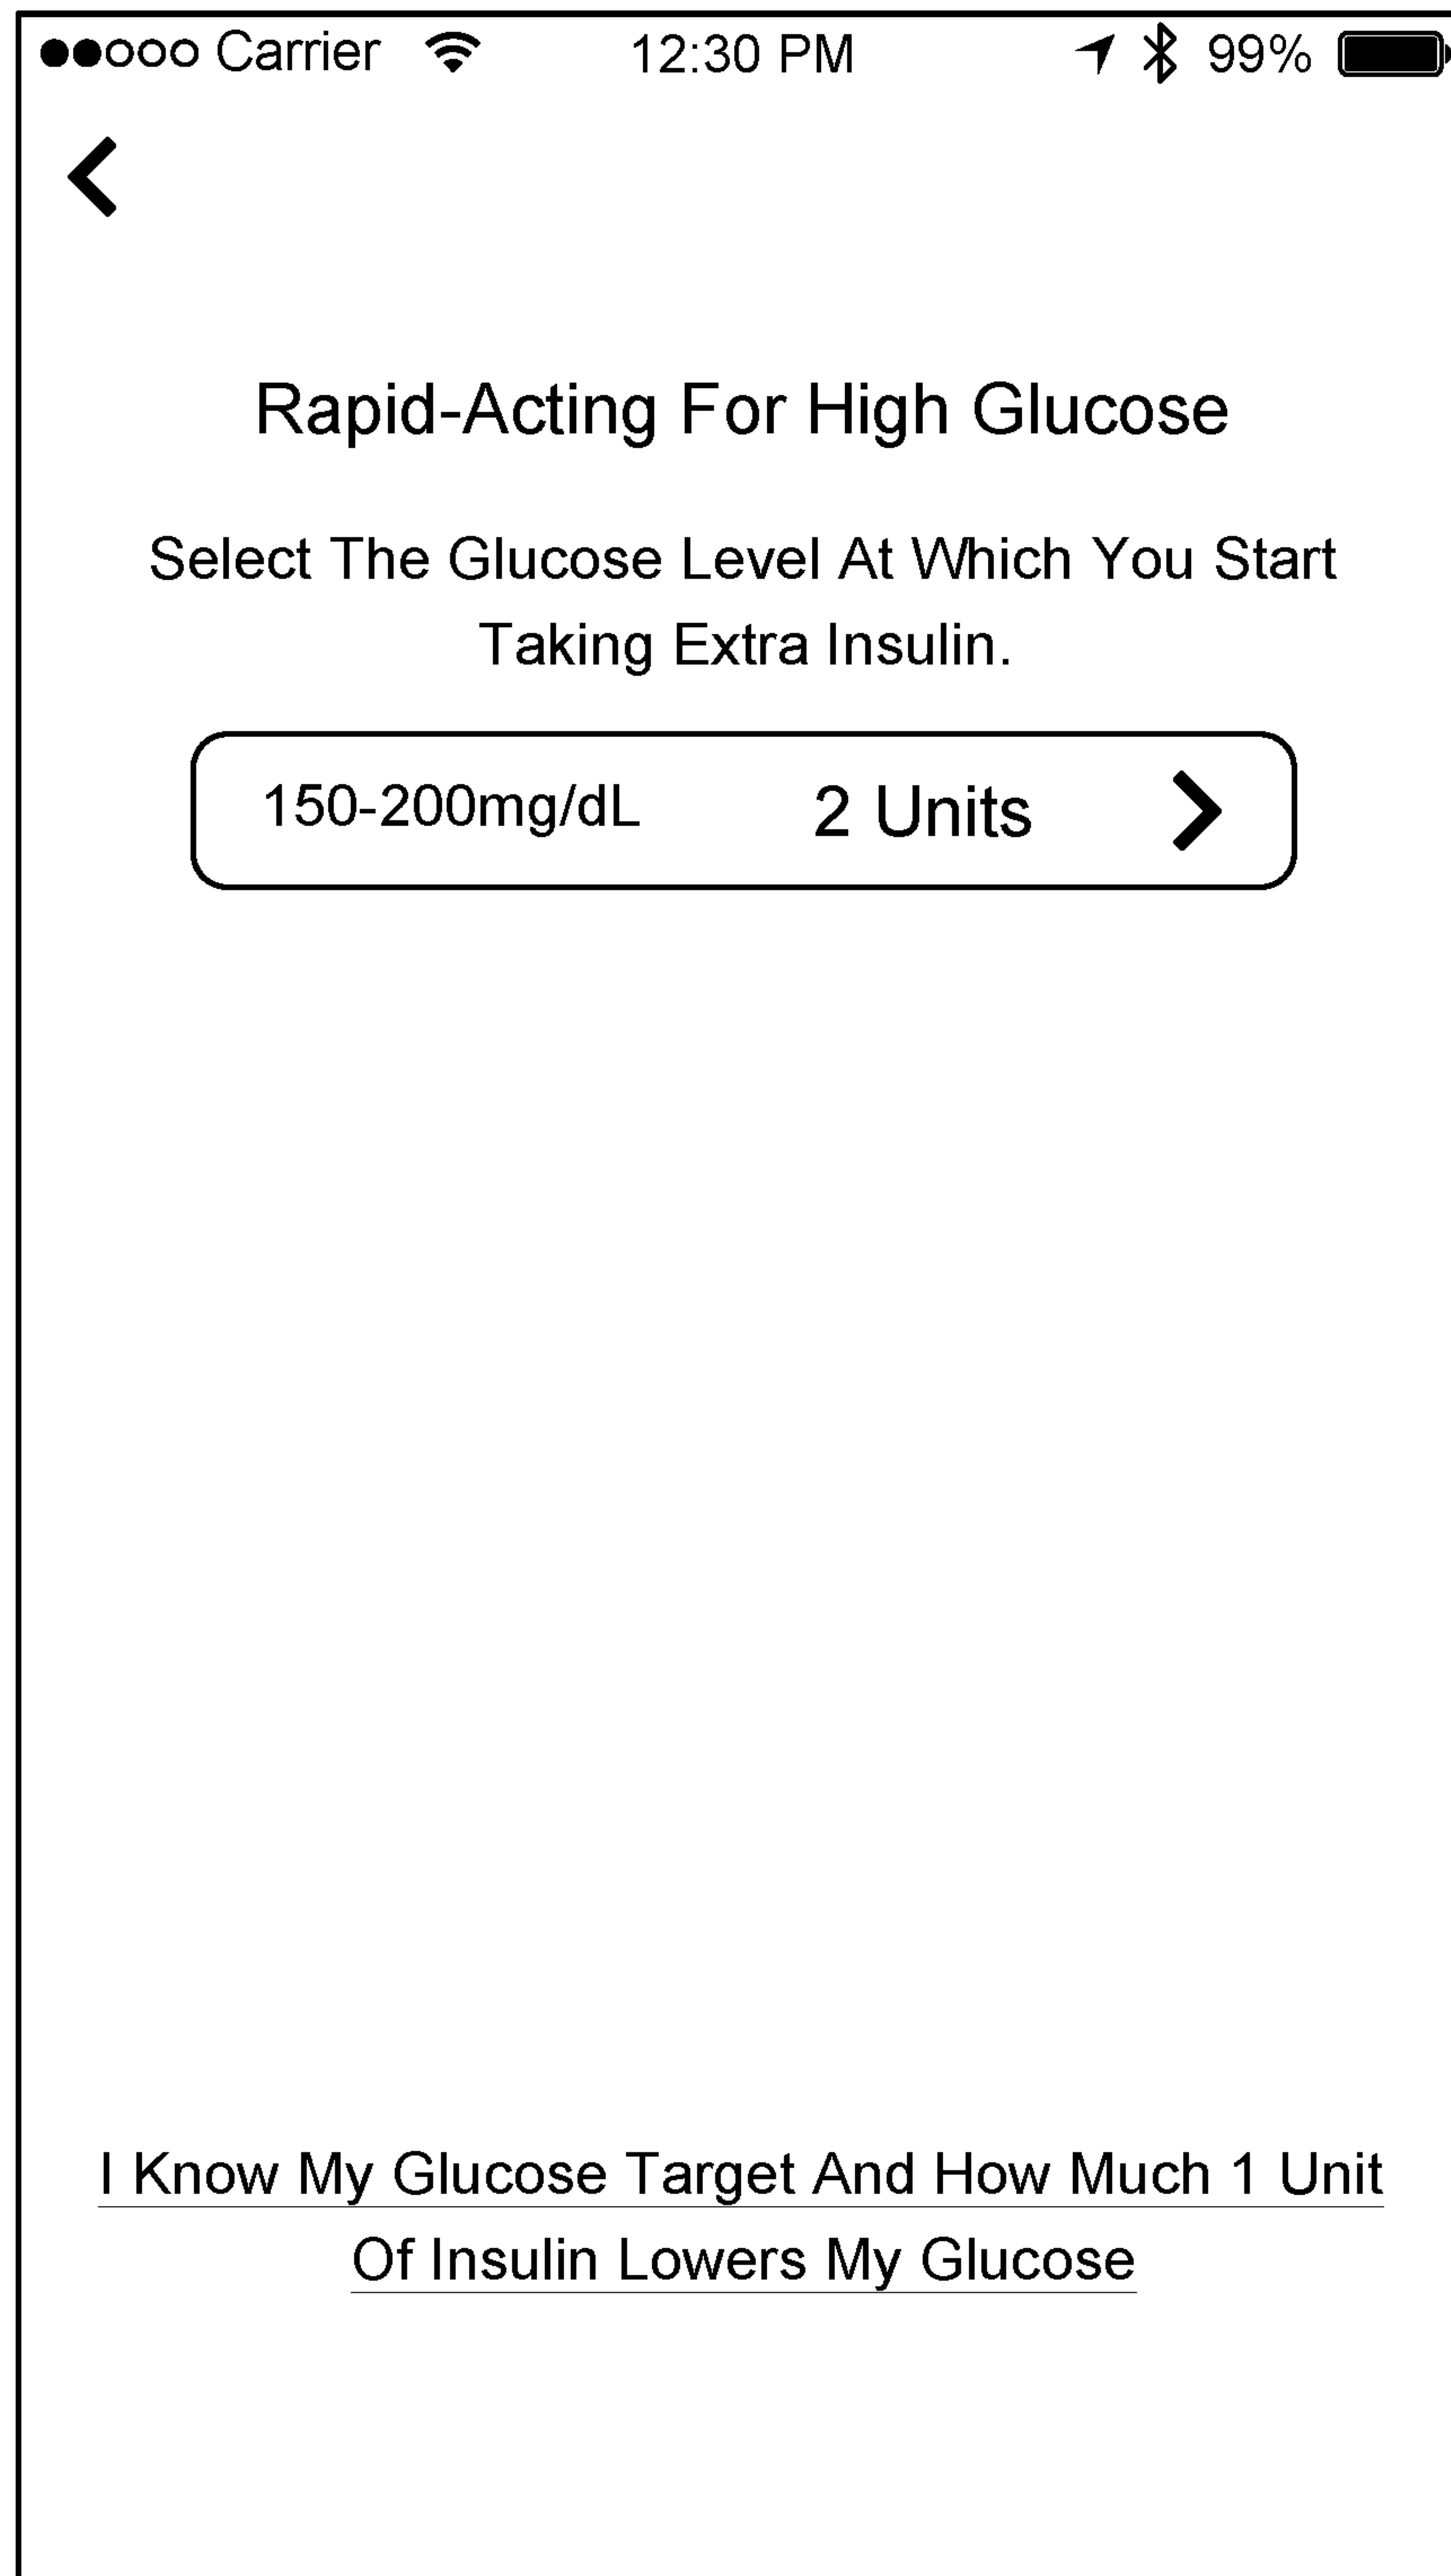 Carrier 12:30 PM 99%
Rapid-Acting For High Glucose
Select The Glucose Level At Which You Start
Taking Extra Insulin.
150-200mg/dL 2 Units
I Know My Glucose Target And How Much 1 Unit
Of Insulin Lowers My Glucose